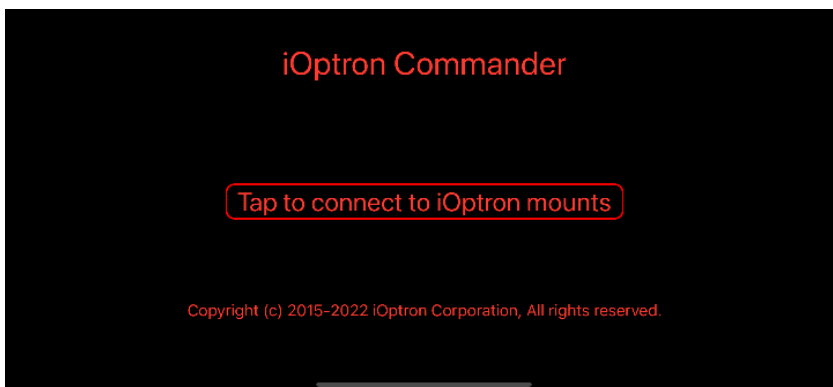 iOptron Commander
Tap to connect to iOptron mounts
Copyright (c) 2015-2022 iOptron Corporation, All rights reserved.